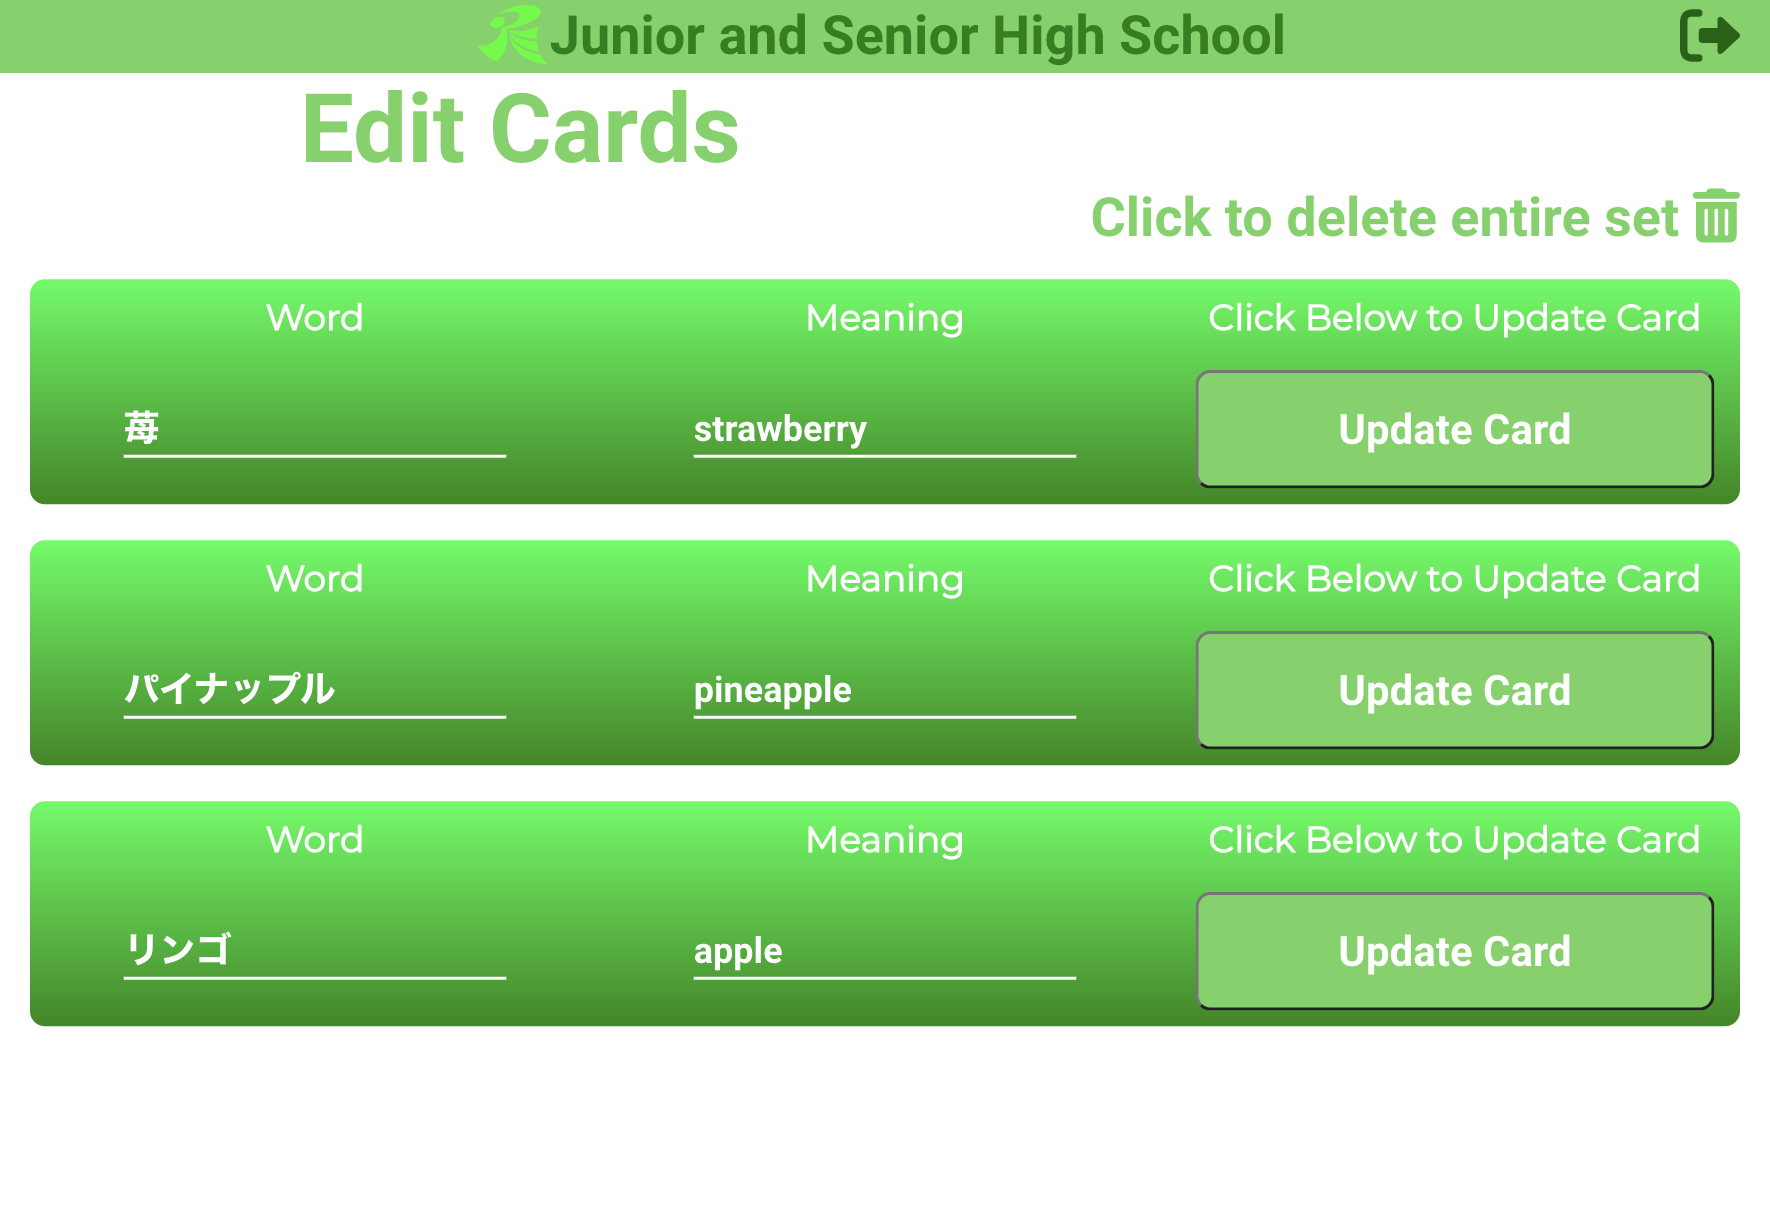 Junior and Senior High School
Edit Cards
Click to delete entire set
Word
Meaning
Click Below to Update Card
苺
strawberry
Update Card
Word
Meaning
Click Below to Update Card
パイナップル
pineapple
Update Card
Word
Meaning
Click Below to Update Card
リンゴ
apple
Update Card